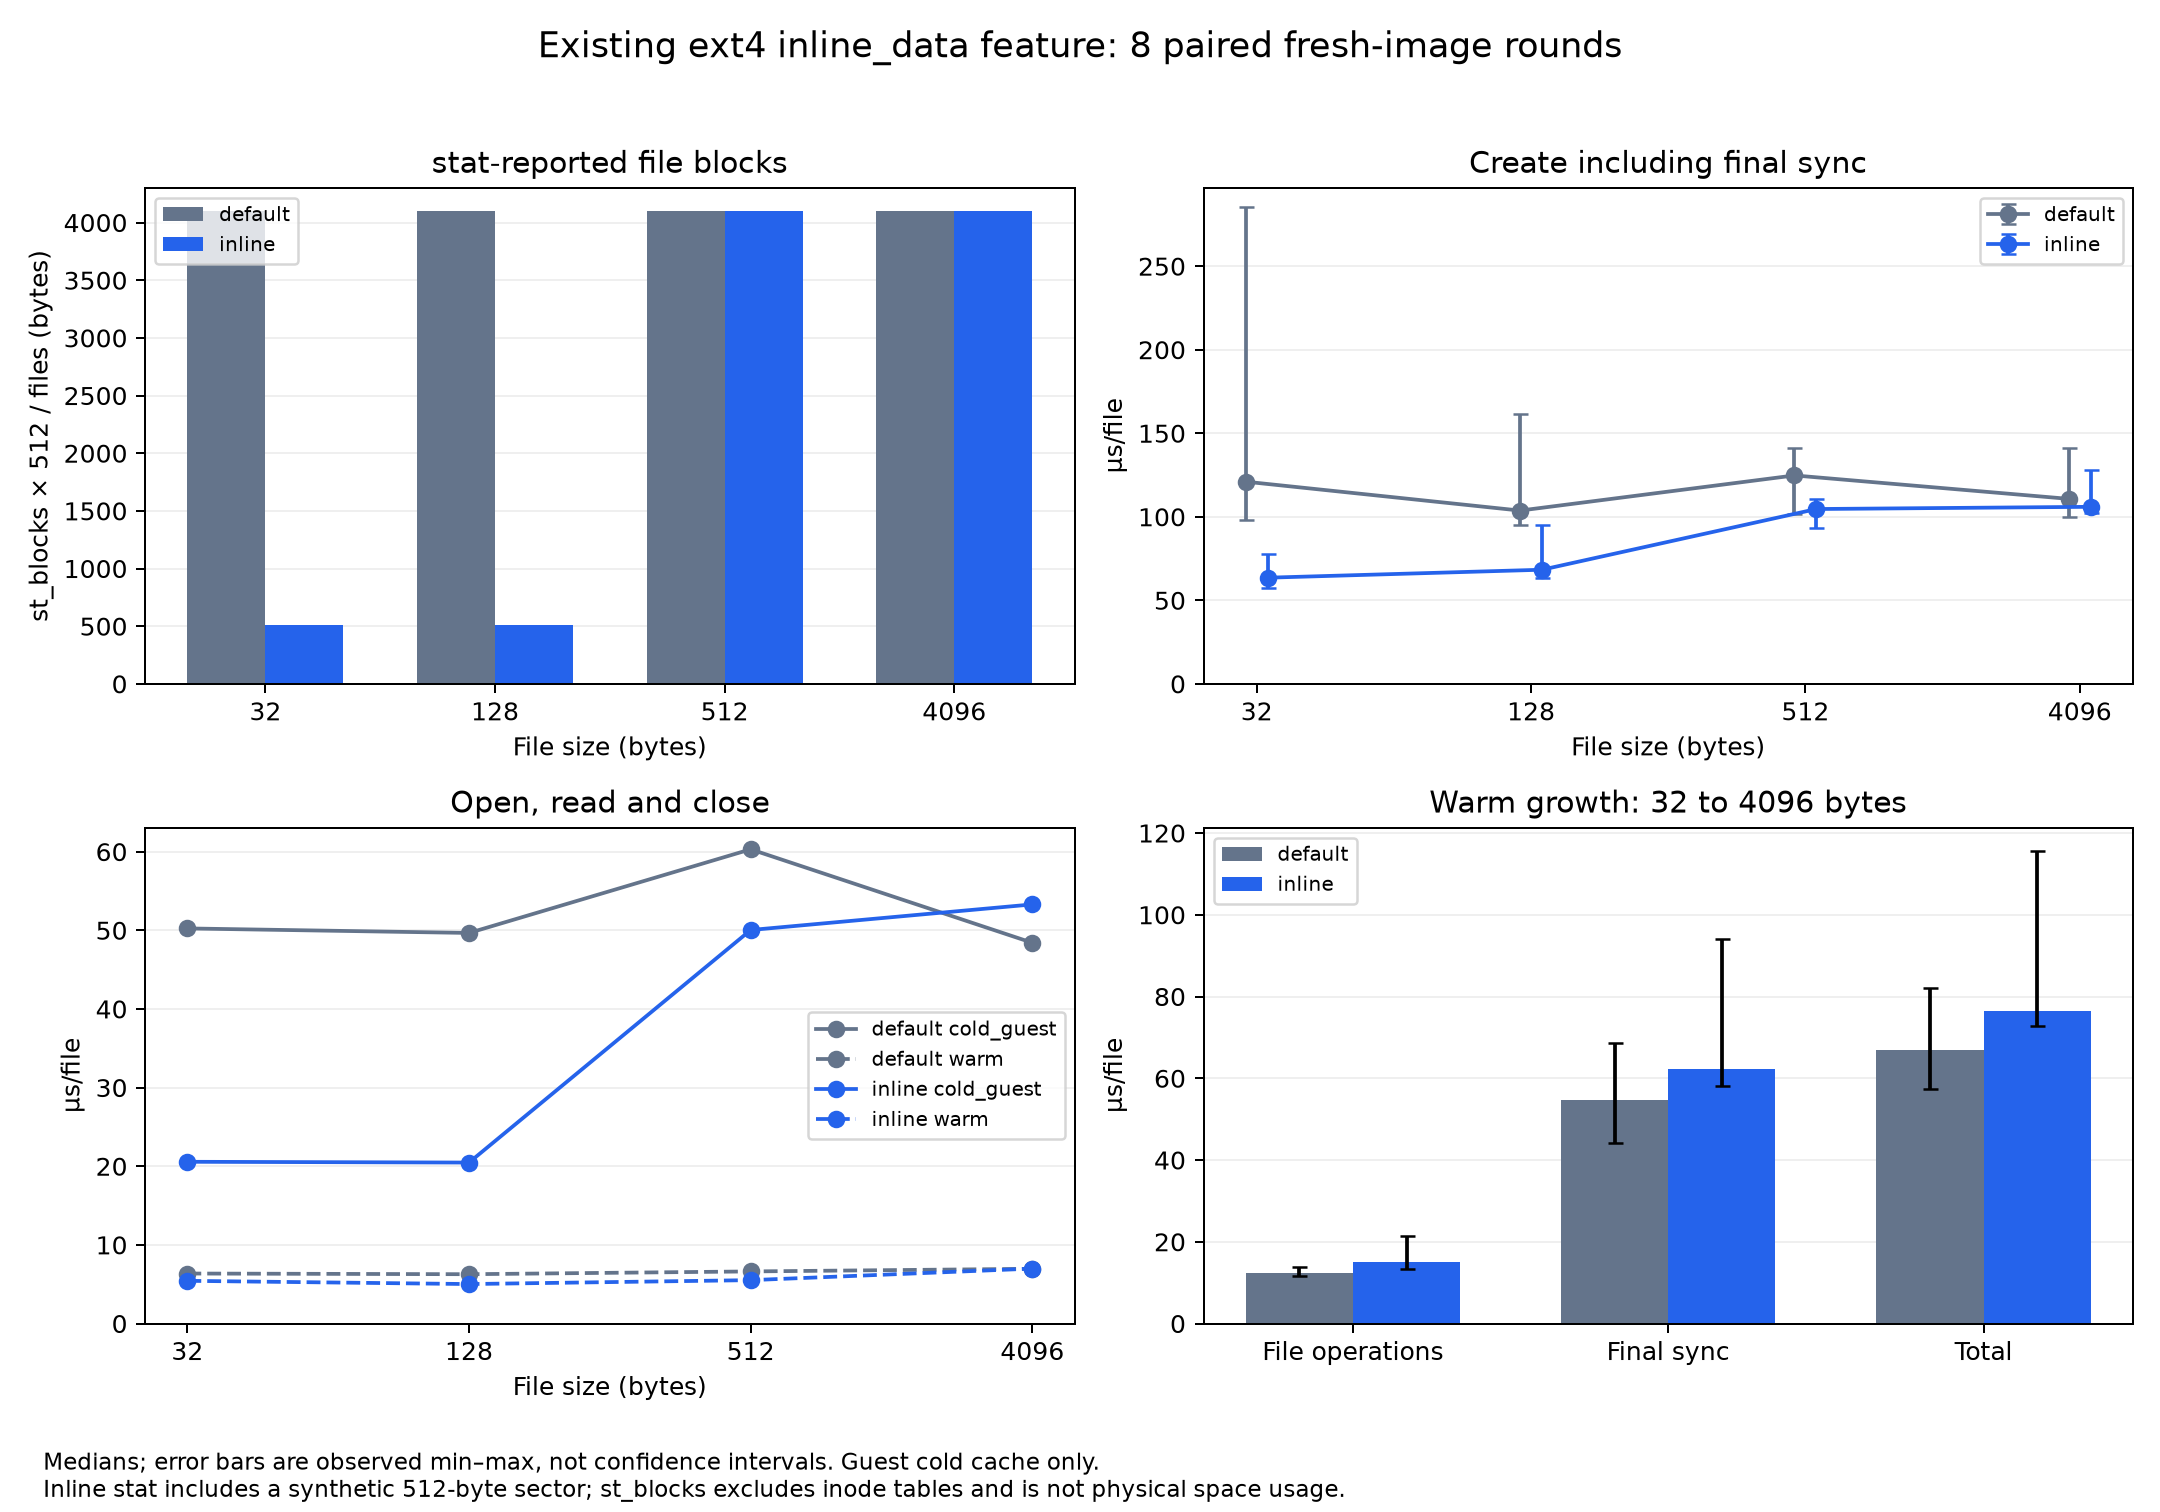 Existing ext4 inline_data feature: 8 paired fresh-image rounds
stat-reported file blocks
st_blocks × 512 / files (bytes)
4000
3500
3000
2500
2000
1500
1000
500
0
default
inline
32 128 512 4096
File size (bytes)
Create including final sync
µs/file
250
200
150
100
50
0
default
inline
32 128 512 4096
File size (bytes)
Open, read and close
µs/file
60
50
40
30
20
10
0
default cold_guest
default warm
inline cold_guest
inline warm
32 128 512 4096
File size (bytes)
Warm growth: 32 to 4096 bytes
µs/file
120
100
80
60
40
20
0
default
inline
File operations Final sync Total
Medians; error bars are observed min–max, not confidence intervals. Guest cold cache only.
Inline stat includes a synthetic 512-byte sector; st_blocks excludes inode tables and is not physical space usage.